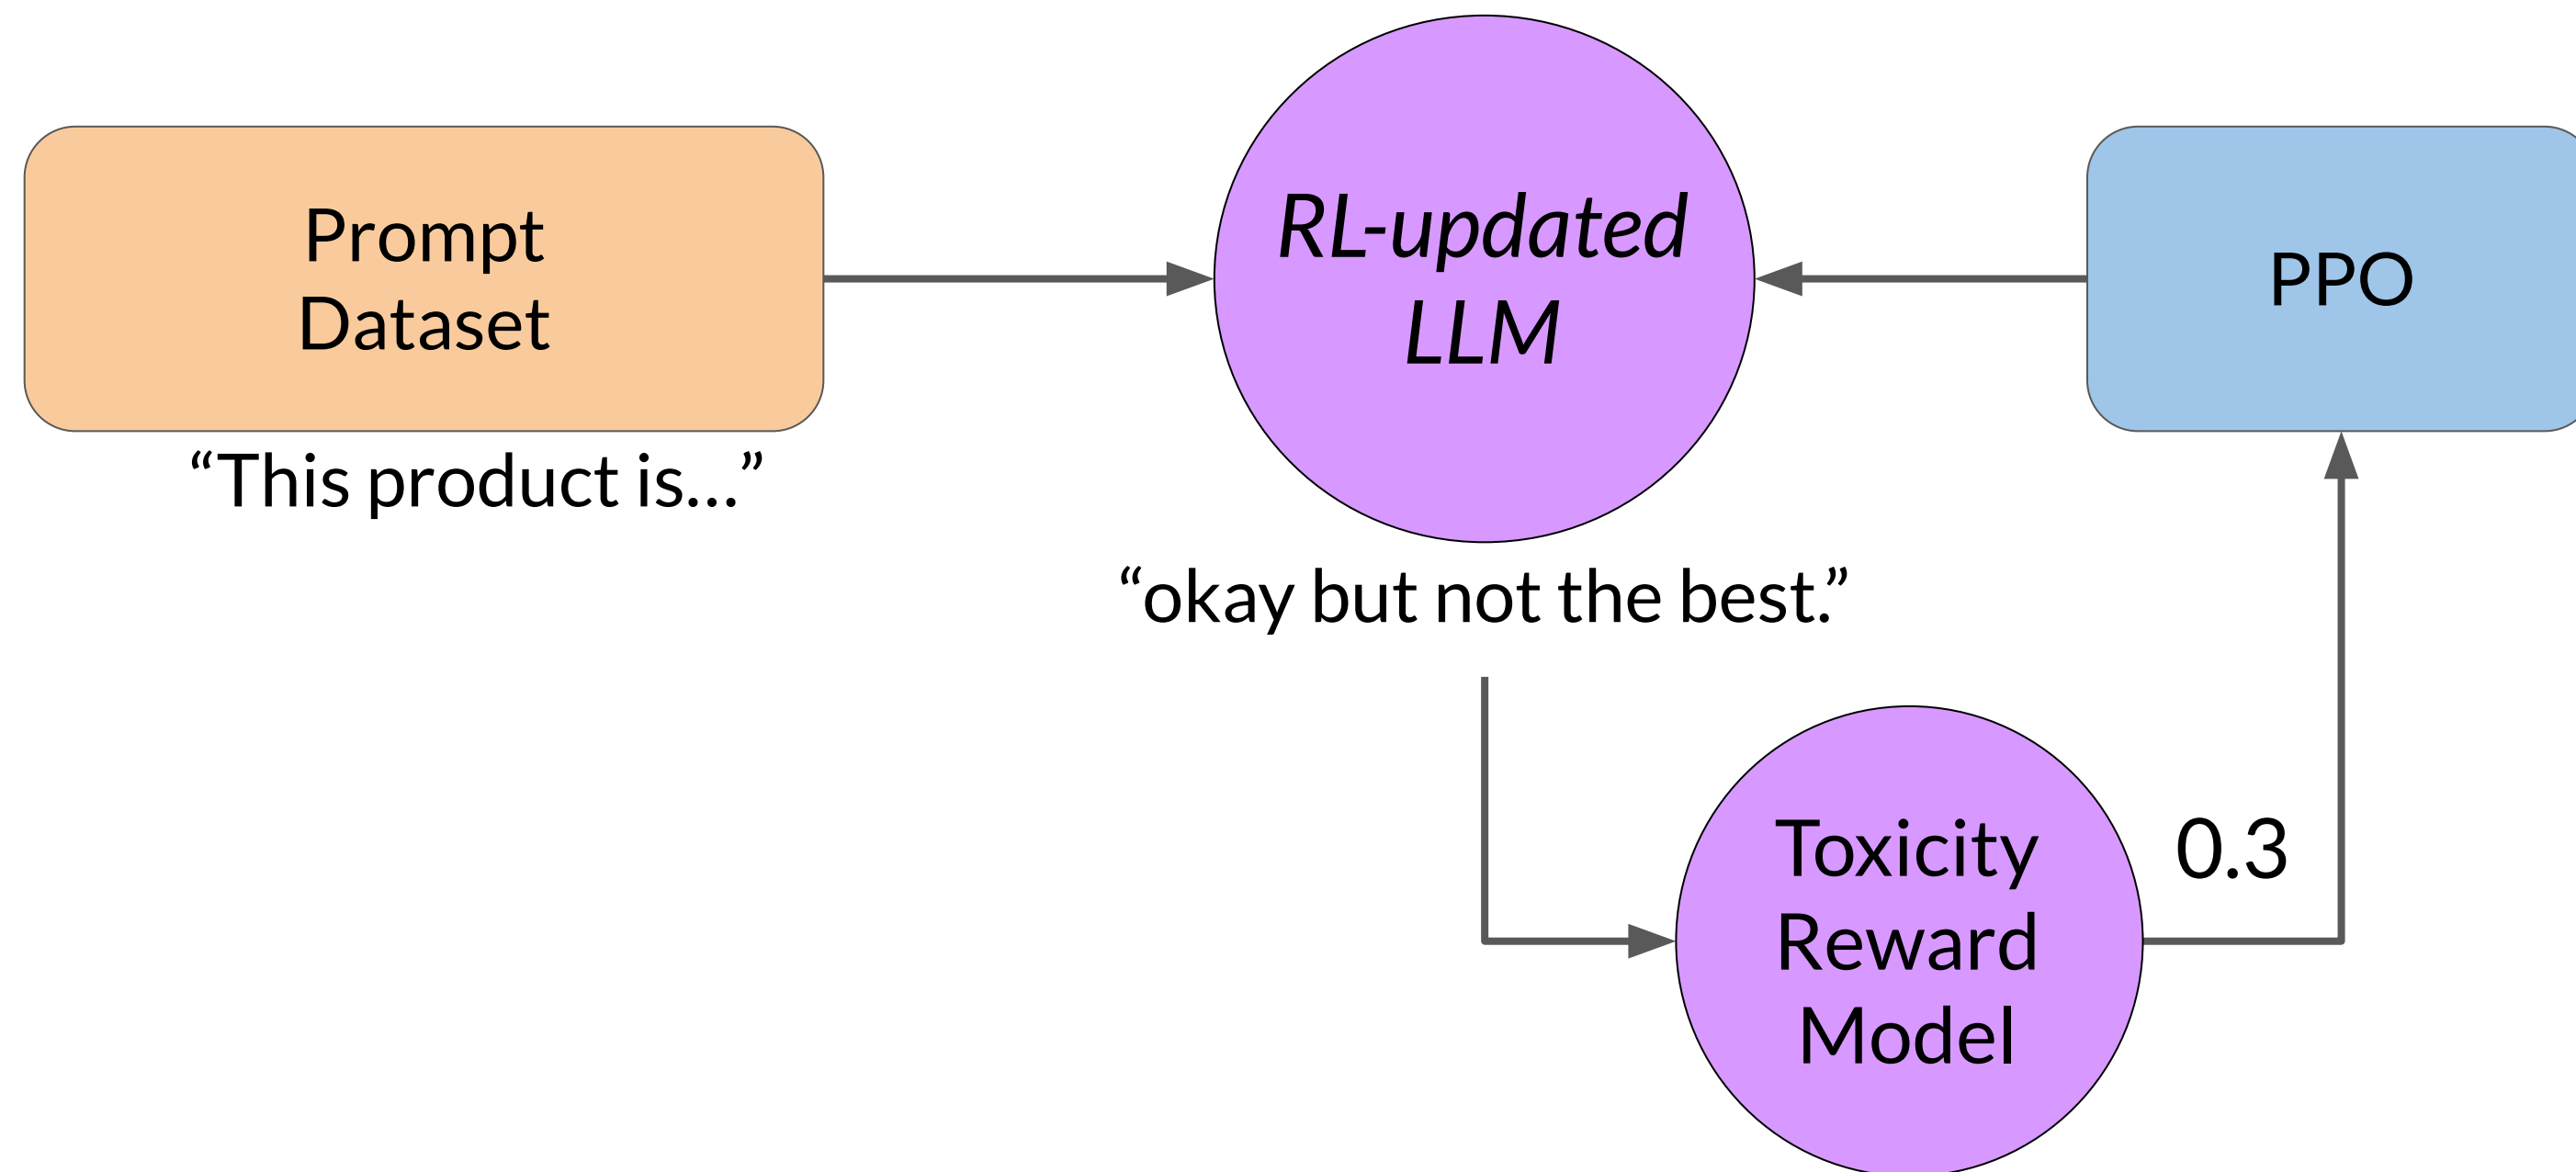 Prompt
Dataset
“This product is...”
RL-updated
LLM
“okay but not the best.”
PPO
Toxicity
Reward
Model
0.3